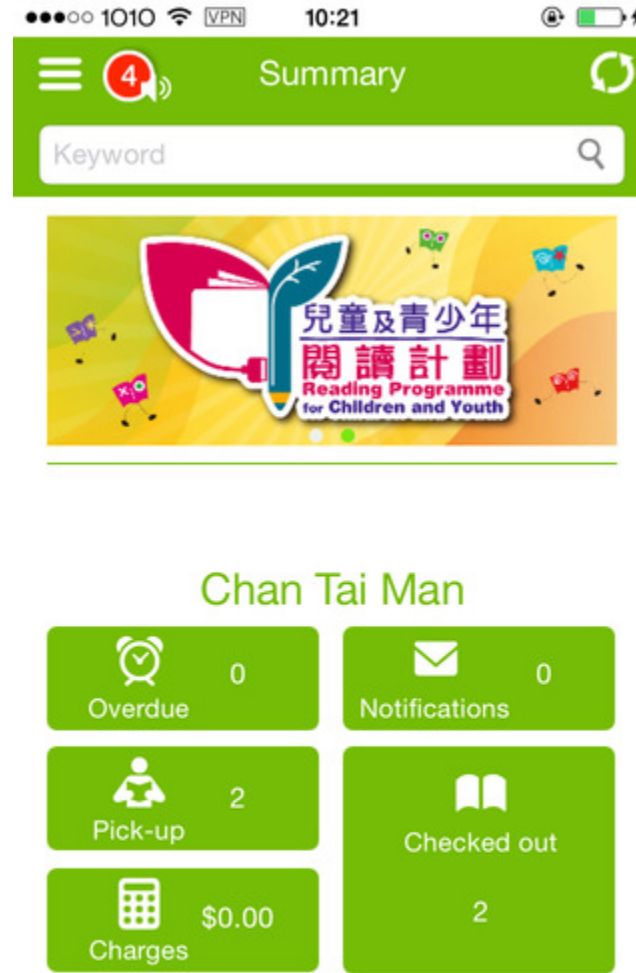 1010 VPN 10:21
4 Summary
Keyword
兒童及青少年
閱讀計劃
Reading Programme
for Children and Youth
Chan Tai Man
0
Overdue
0
Notifications
2
Pick-up
Checked out
2
$0.00
Charges